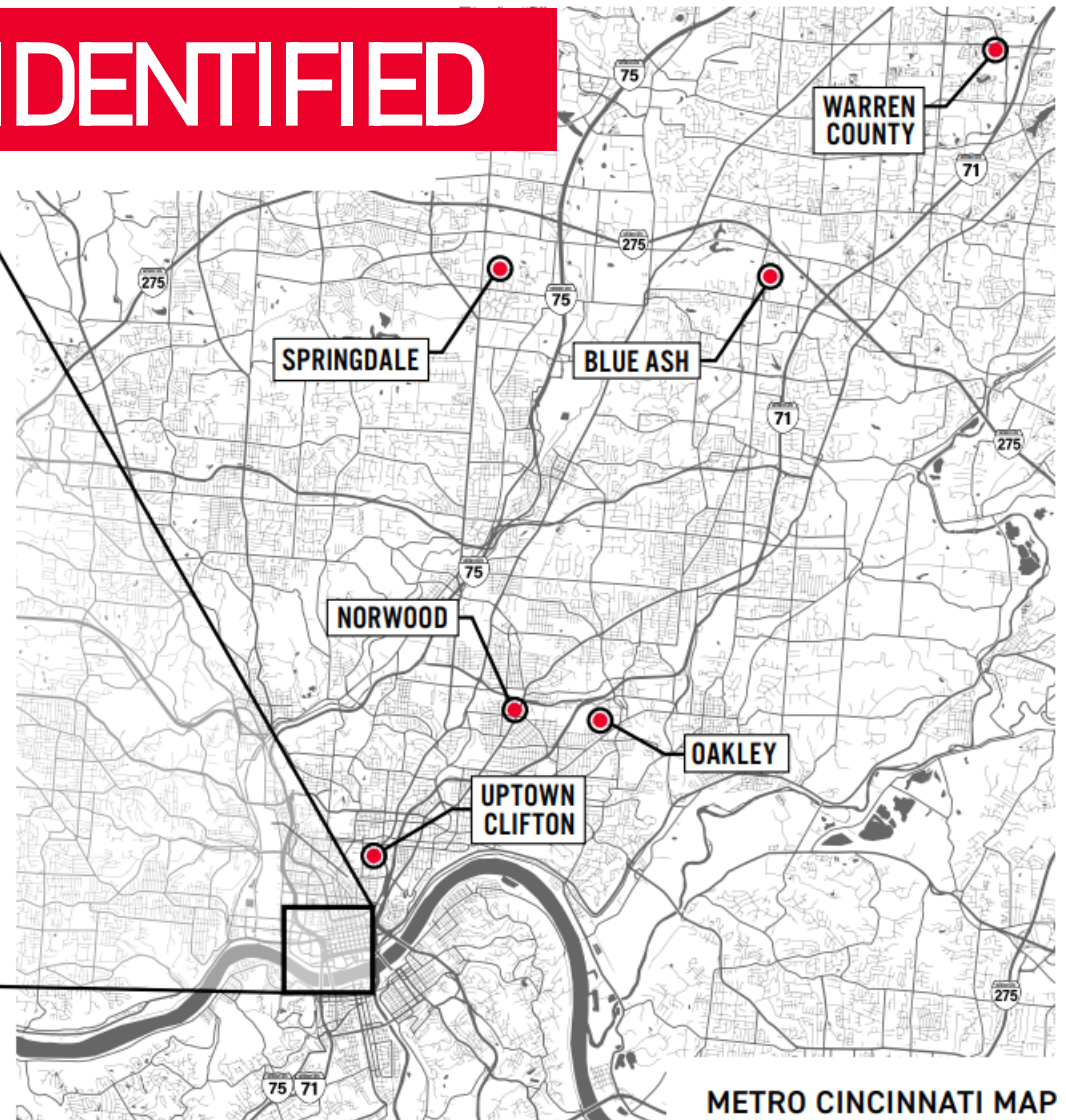 IDENTIFIED
75
WARREN
COUNTY
71
275
275
75
SPRINGDALE
BLUE ASH
71
275
75
NORWOOD
OAKLEY
UPTOWN
CLIFTON
275
75
71
METRO CINCINNATI MAP